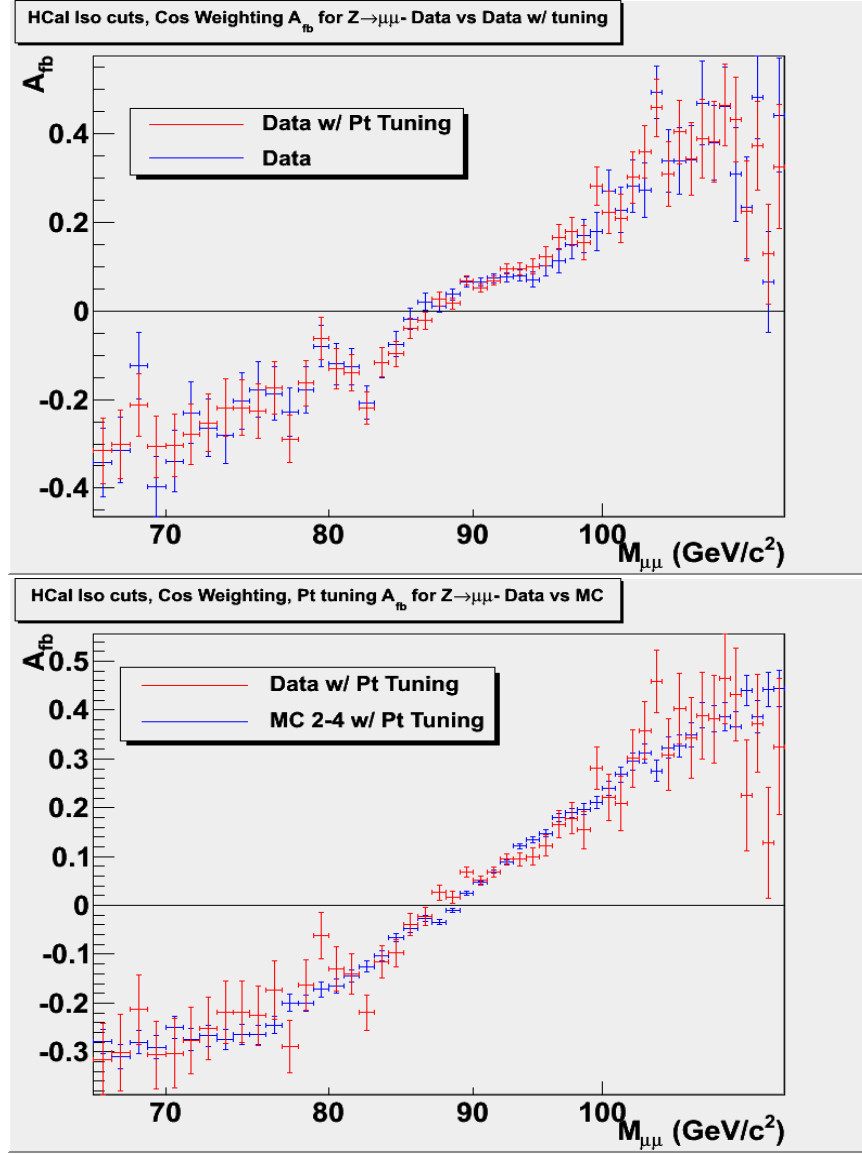 HCal Iso cuts, Cos Weighting A_fb for Z→μμ- Data vs Data w/ tuning
A_fb
Data w/ Pt Tuning
Data
0.4
0.2
0
-0.2
-0.4
70
80
90
100
M_μμ (GeV/c²)
HCal Iso cuts, Cos Weighting, Pt tuning A_fb for Z→μμ- Data vs MC
A_fb
Data w/ Pt Tuning
MC 2-4 w/ Pt Tuning
0.5
0.4
0.3
0.2
0.1
0
-0.1
-0.2
-0.3
70
80
90
100
M_μμ (GeV/c²)